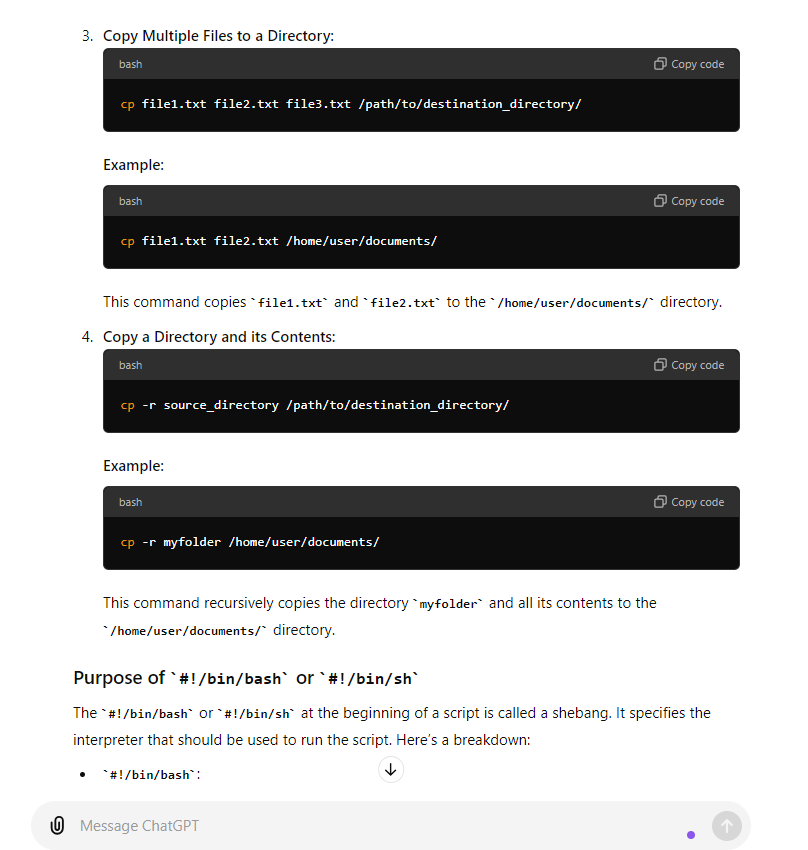 3. Copy Multiple Files to a Directory:
bash Copy code
cp file1.txt file2.txt file3.txt /path/to/destination_directory/
Example:
bash Copy code
cp file1.txt file2.txt /home/user/documents/
This command copies `file1.txt` and `file2.txt` to the `/home/user/documents/` directory.
4. Copy a Directory and its Contents:
bash Copy code
cp -r source_directory /path/to/destination_directory/
Example:
bash Copy code
cp -r myfolder /home/user/documents/
This command recursively copies the directory `myfolder` and all its contents to the
`/home/user/documents/` directory.
Purpose of `#!/bin/bash` or `#!/bin/sh`
The `#!/bin/bash` or `#!/bin/sh` at the beginning of a script is called a shebang. It specifies the
interpreter that should be used to run the script. Here’s a breakdown:
• `#!/bin/bash`:
Message ChatGPT